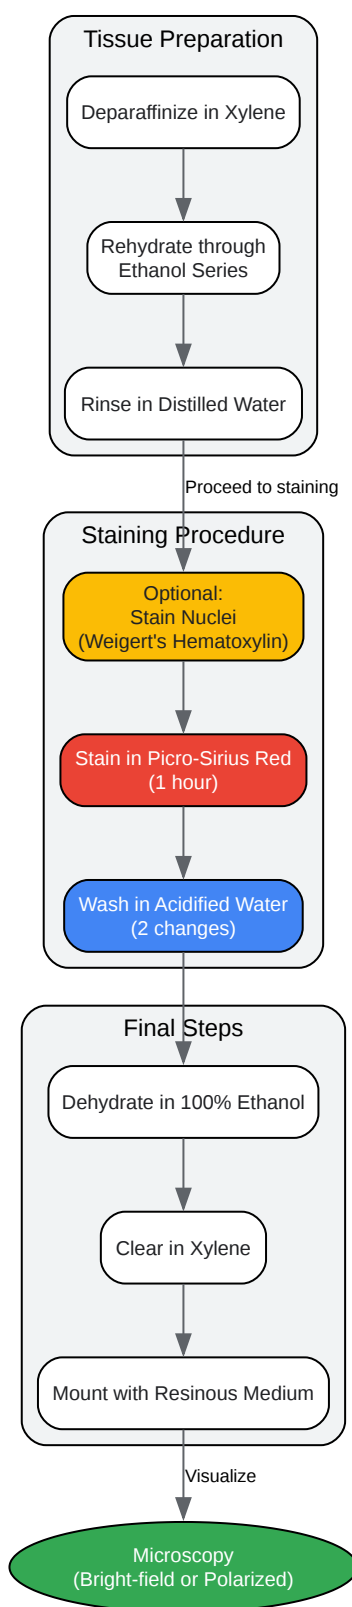 Tissue Preparation
Deparaffinize in Xylene
Rehydrate through
Ethanol Series
Rinse in Distilled Water
Proceed to staining
Staining Procedure
Optional:
Stain Nuclei
(Weigert's Hematoxylin)
Stain in Picro-Sirius Red
(1 hour)
Wash in Acidified Water
(2 changes)
Final Steps
Dehydrate in 100% Ethanol
Clear in Xylene
Mount with Resinous Medium
Visualize
Microscopy
(Bright-field or Polarized)